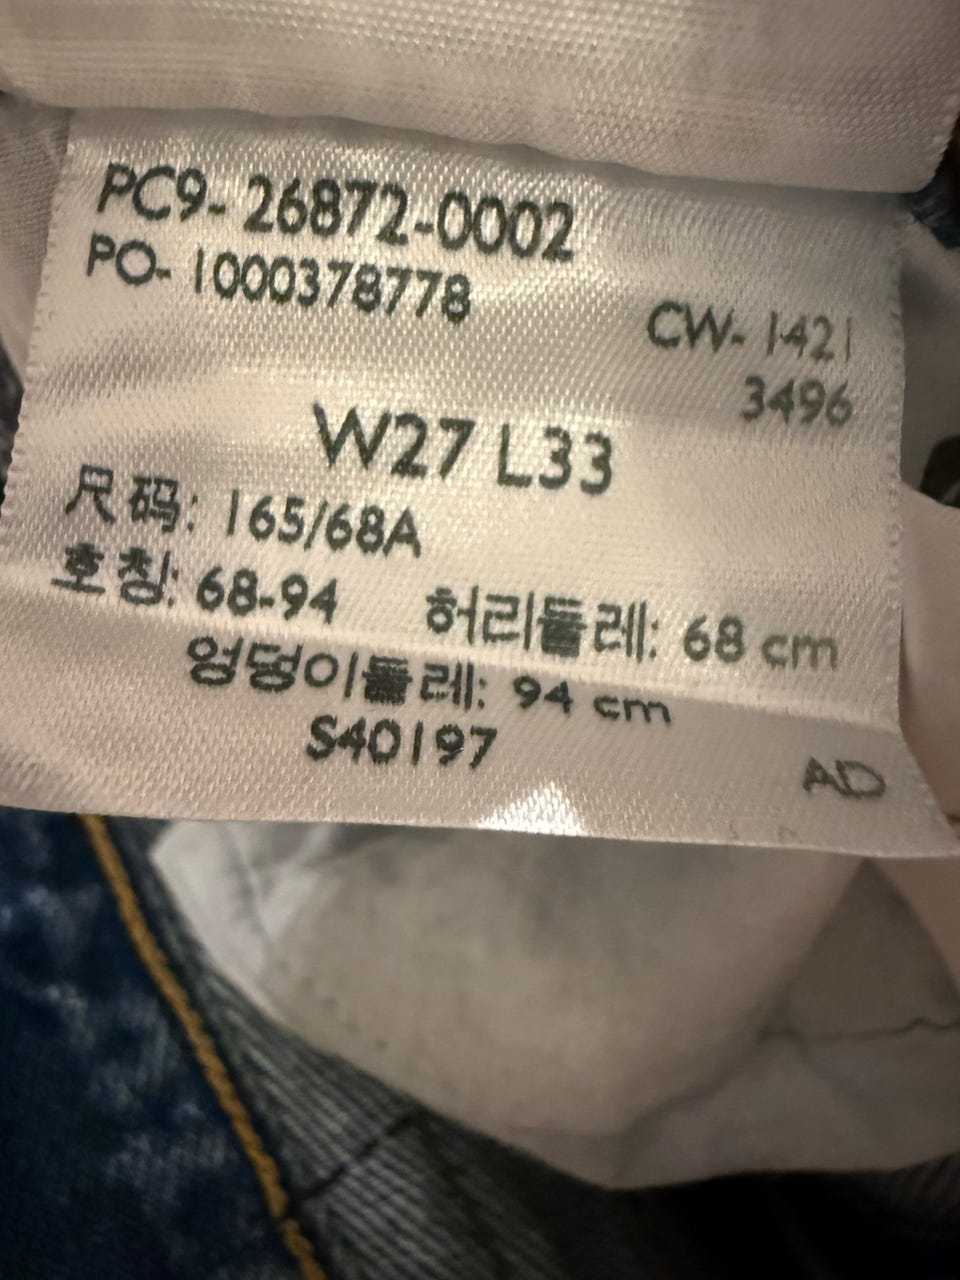 PC9-26872-0002
PO-1000378778
CW-1421
3496
W27 L33
尺码: 165/68A
호칭: 68-94 허리둘레: 68 cm
엉덩이둘레: 94 cm
S40197
AD